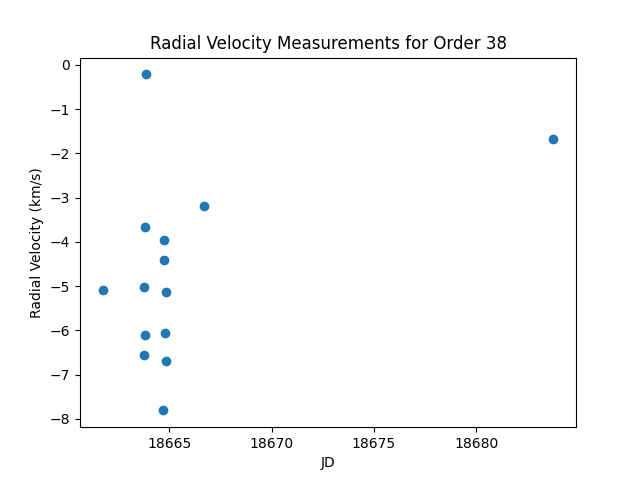 Radial Velocity Measurements for Order 38
0
−1
−2
−3
−4
−5
−6
−7
−8
Radial Velocity (km/s)
18665 18670 18675 18680
JD